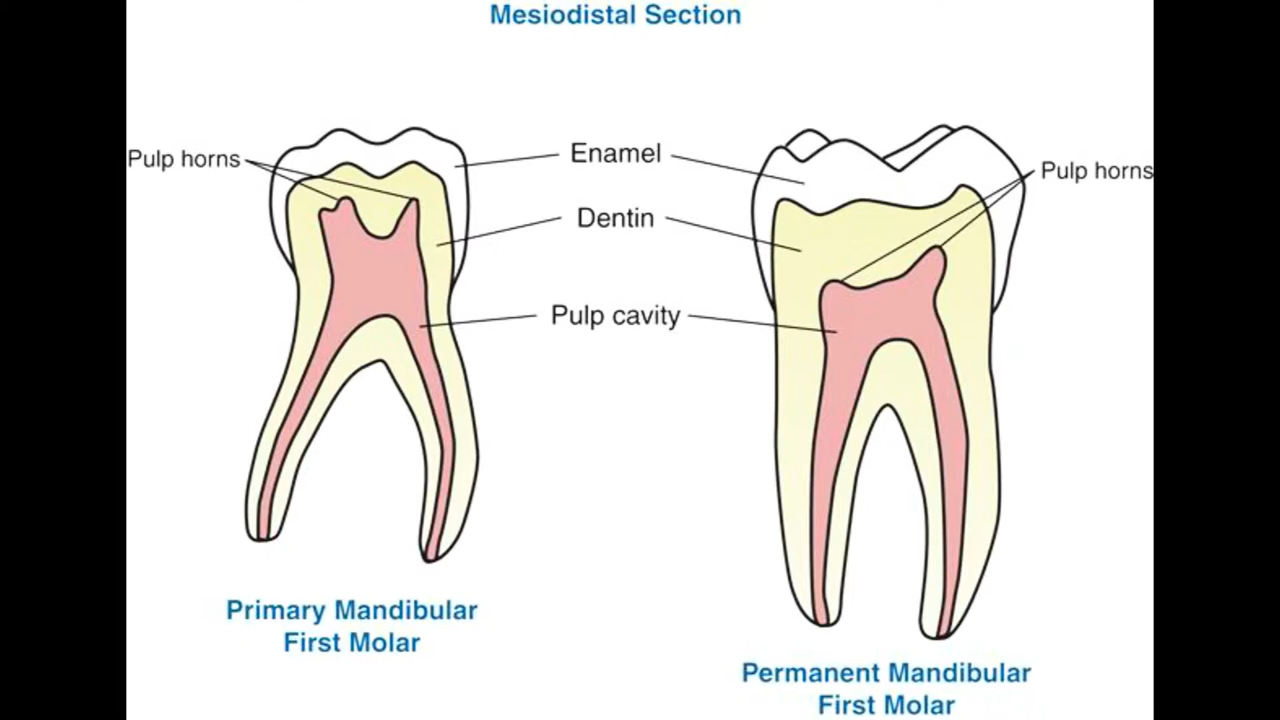 Mesiodistal Section
Pulp horns
Enamel
Pulp horns
Dentin
Pulp cavity
Primary Mandibular
First Molar
Permanent Mandibular
First Molar